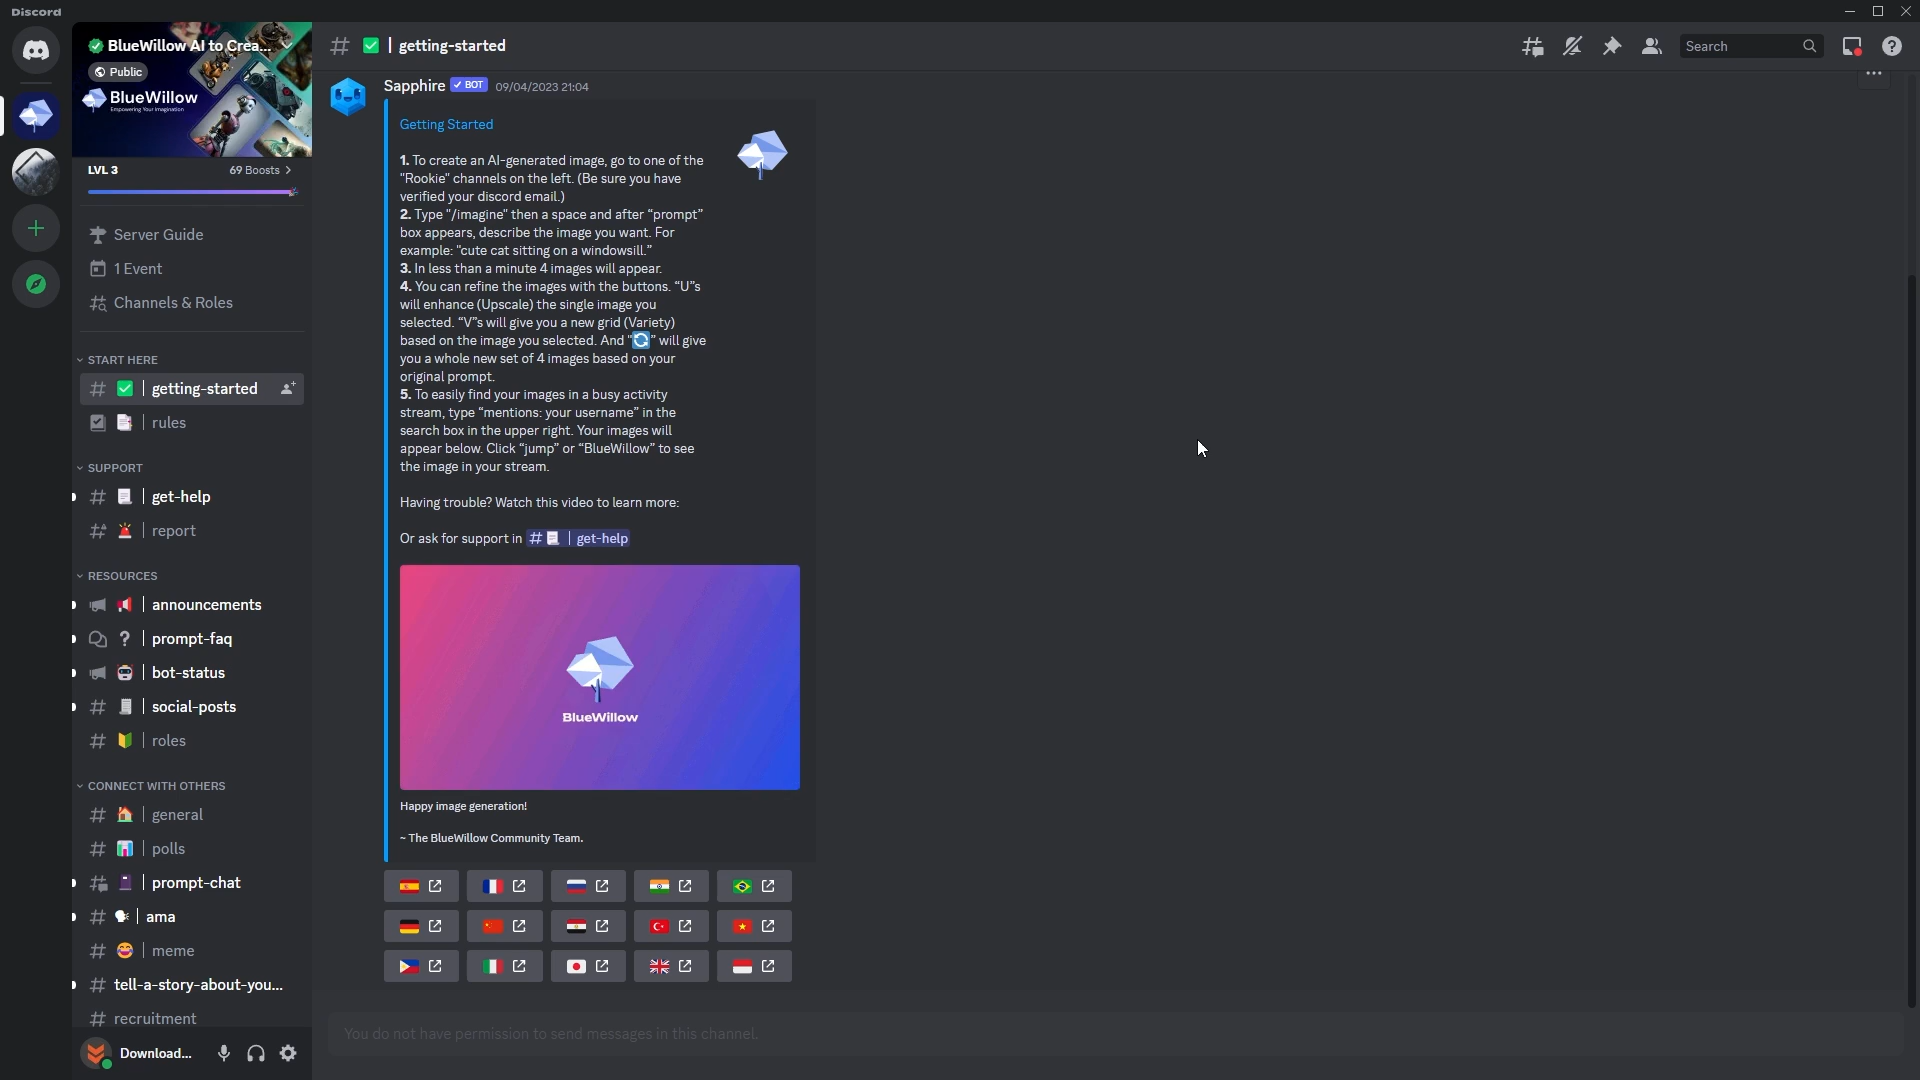 Discord
BlueWillow AI to Crea...
Public
BlueWillow
Empowering Your Imagination
LVL 3
69 Boosts
Server Guide
1 Event
Channels & Roles
START HERE
getting-started
rules
SUPPORT
get-help
report
RESOURCES
announcements
prompt-faq
bot-status
social-posts
roles
CONNECT WITH OTHERS
general
polls
prompt-chat
ama
meme
tell-a-story-about-you...
recruitment
Download...
# | getting-started
Search
Sapphire ✓ BOT 09/04/2023 21:04
Getting Started
1. To create an AI-generated image, go to one of the
"Rookie" channels on the left. (Be sure you have
verified your discord email.)
2. Type "/imagine" then a space and after “prompt”
box appears, describe the image you want. For
example: "cute cat sitting on a windowsill.”
3. In less than a minute 4 images will appear.
4. You can refine the images with the buttons. “U”s
will enhance (Upscale) the single image you
selected. “V”s will give you a new grid (Variety)
based on the image you selected. And "🔄” will give
you a whole new set of 4 images based on your
original prompt.
5. To easily find your images in a busy activity
stream, type “mentions: your username” in the
search box in the upper right. Your images will
appear below. Click “jump” or “BlueWillow” to see
the image in your stream.
Having trouble? Watch this video to learn more:
Or ask for support in # | get-help
BlueWillow
Happy image generation!
~ The BlueWillow Community Team.
You do not have permission to send messages in this channel.